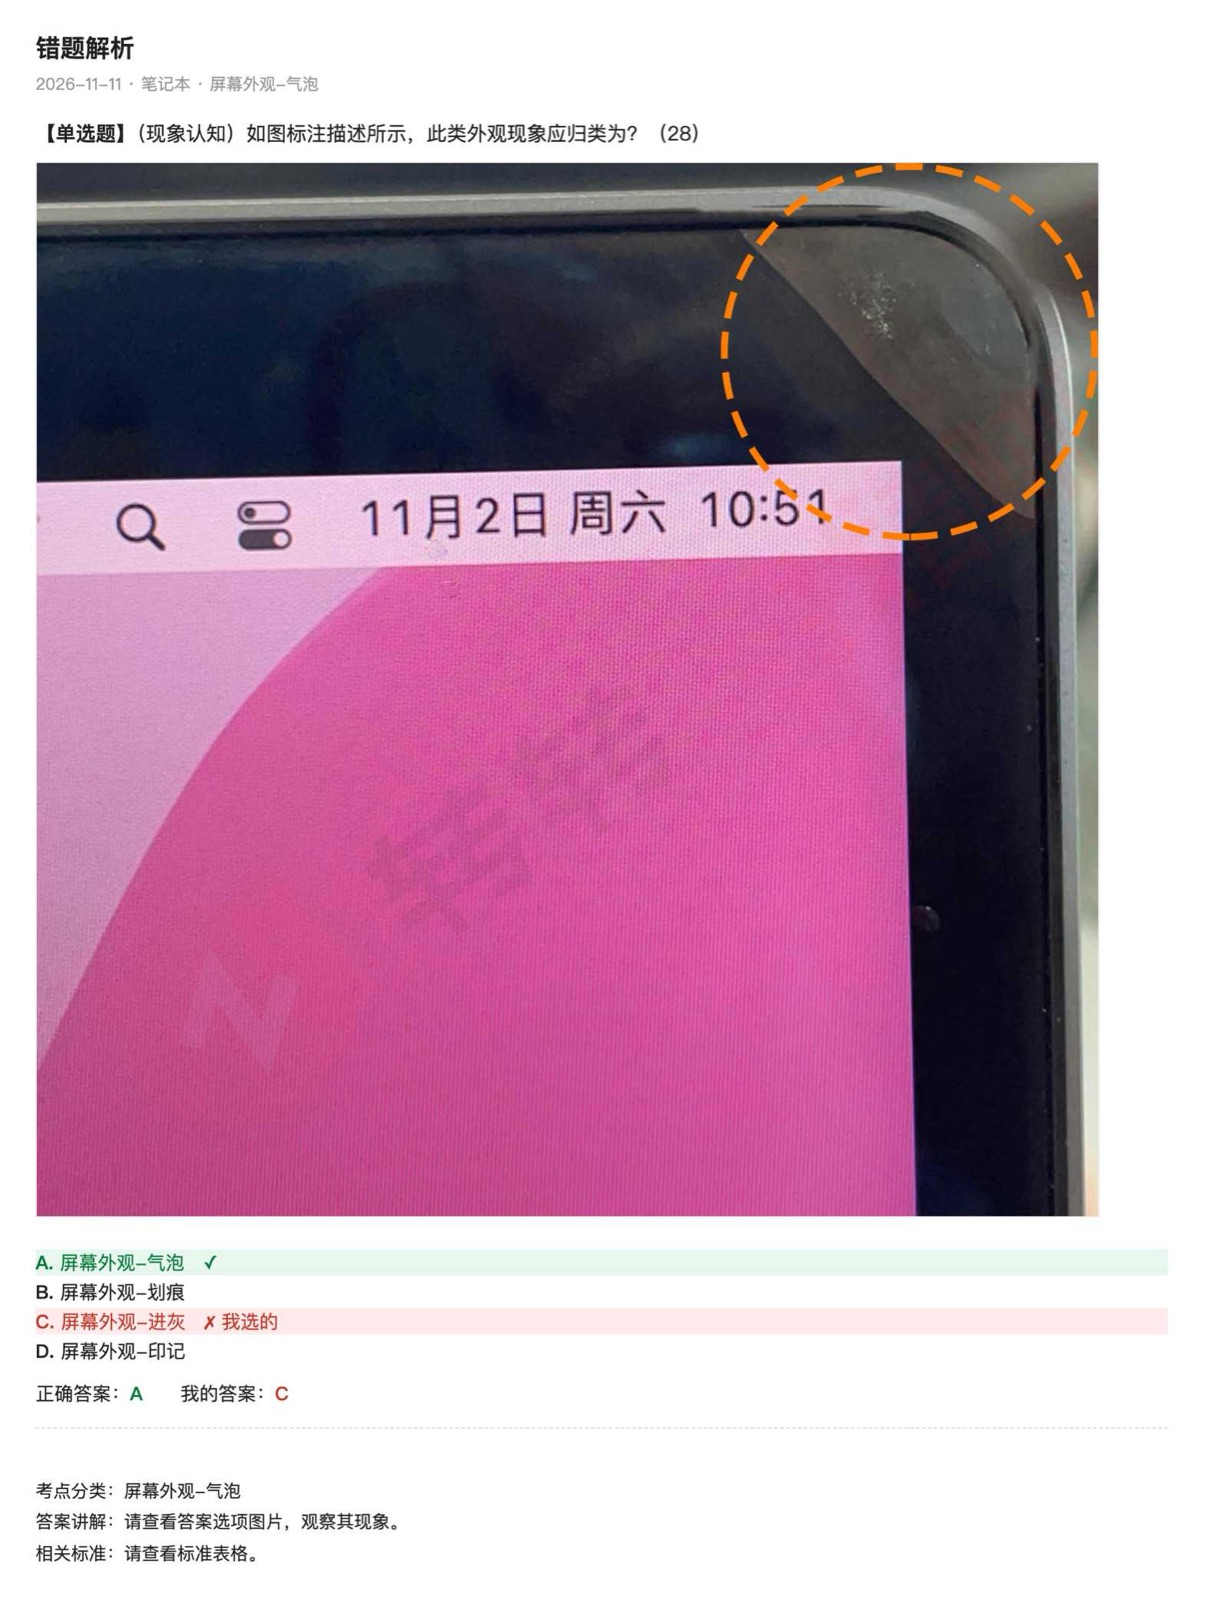 错题解析
2026-11-11 · 笔记本 · 屏幕外观-气泡
【单选题】（现象认知）如图标注描述所示，此类外观现象应归类为？（28）
11月2日 周六 10:51
转转
A. 屏幕外观-气泡 ✓
B. 屏幕外观-划痕
C. 屏幕外观-进灰 ✗ 我选的
D. 屏幕外观-印记
正确答案：A 我的答案：C
考点分类：屏幕外观-气泡
答案讲解：请查看答案选项图片，观察其现象。
相关标准：请查看标准表格。